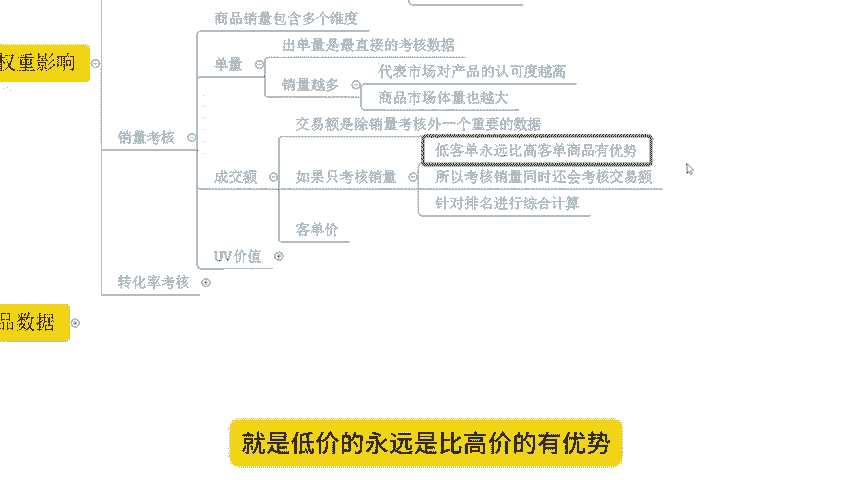 商品销量包含多个维度
出单量是最直接的考核数据
权重影响
单量
代表市场对产品的认可度越高
销量越多
商品市场体量也越大
交易额是除销量考核外一个重要的数据
销量考核
低客单永远比高客单商品有优势
成交额
如果只考核销量
所以考核销量同时还会考核交易额
针对排名进行综合计算
客单价
UV价值
转化率考核
品数据
就是低价的永远是比高价的有优势